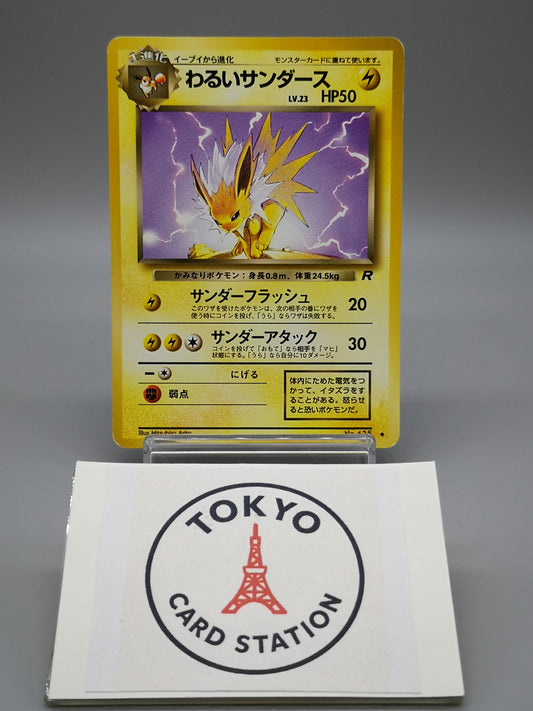 1進化
イーブイから進化
モンスターカードに重ねて使います。
わるいサンダース
LV.23 HP50
かみなりポケモン：身長0.8m、体重24.5kg
R
サンダーフラッシュ 20
このワザを受けたポケモンは、次の相手の番にワザを
使う時にコインを投げ、「うら」ならワザは失敗する。
サンダーアタック 30
コインを投げて「おもて」なら相手を「マヒ」
状態にする。「うら」なら自分に10ダメージ。
にげる
弱点
体内にためた電気をつ
かって、イタズラをす
ることがある。怒らせ
ると恐いポケモンだ。
Illus. Mitsuhiro Arita
No. 135
TOKYO
CARD STATION